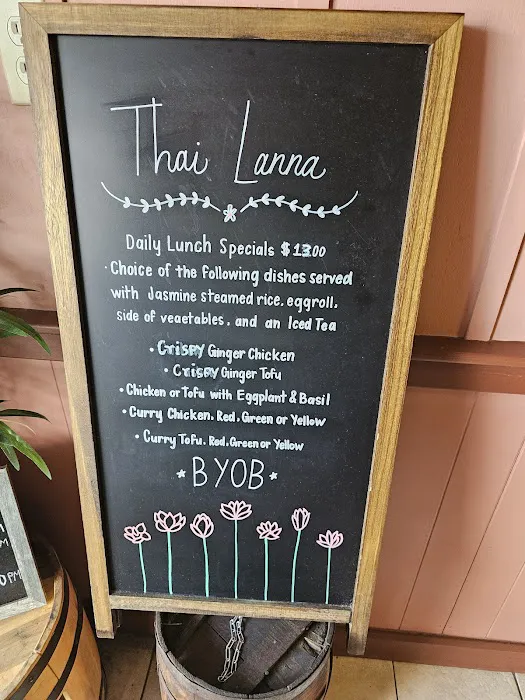 Thai Lanna
Daily Lunch Specials $13.00
· Choice of the following dishes served
with Jasmine steamed rice, eggroll,
side of vegetables, and an Iced Tea
· Crispy Ginger Chicken
· Crispy Ginger Tofu
· Chicken or Tofu with Eggplant & Basil
· Curry Chicken. Red, Green or Yellow
· Curry Tofu. Red, Green or Yellow
* BYOB *
M
PM